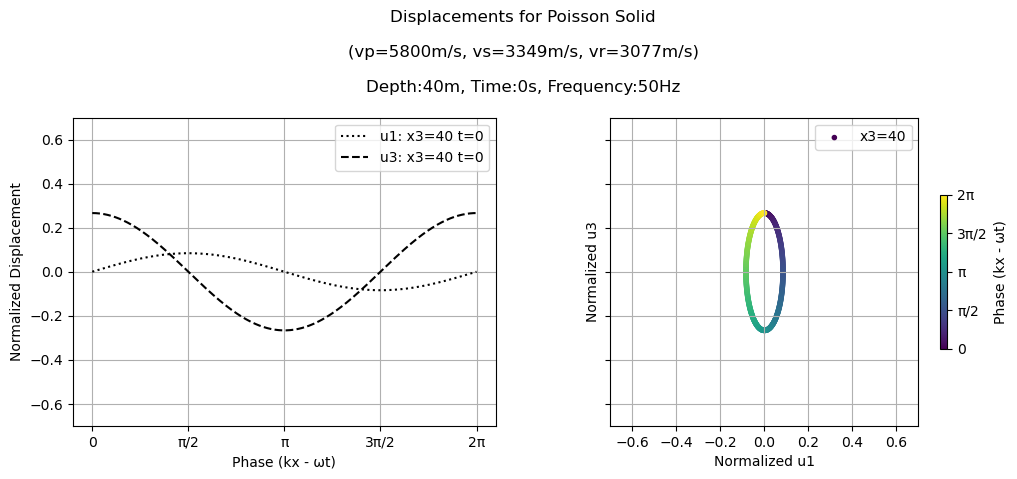 Displacements for Poisson Solid
(vp=5800m/s, vs=3349m/s, vr=3077m/s)
Depth:40m, Time:0s, Frequency:50Hz
Normalized Displacement
0.6
0.4
0.2
0.0
−0.2
−0.4
−0.6
u1: x3=40 t=0
u3: x3=40 t=0
0 π/2 π 3π/2 2π
Phase (kx - ωt)
Normalized u3
x3=40
−0.6 −0.4 −0.2 0.0 0.2 0.4 0.6
Normalized u1
2π
3π/2
π
π/2
0
Phase (kx - ωt)